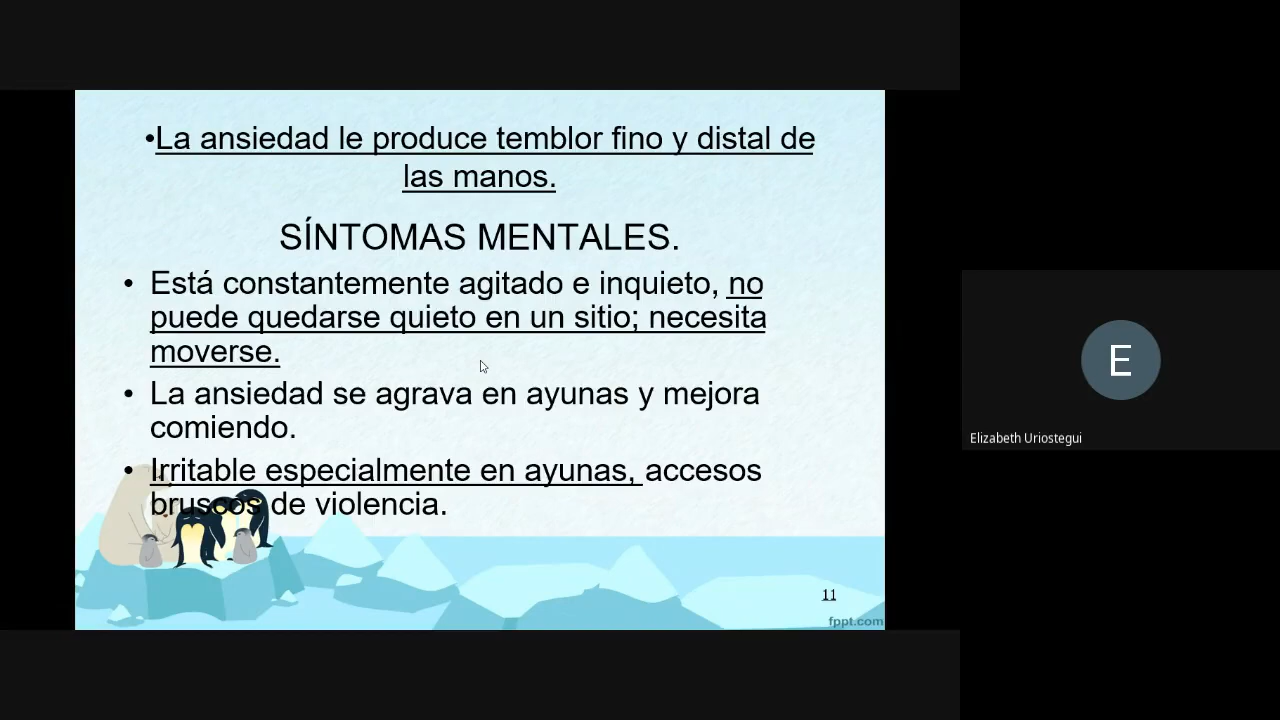 •La ansiedad le produce temblor fino y distal de
las manos.
SÍNTOMAS MENTALES.
• Está constantemente agitado e inquieto, no
puede quedarse quieto en un sitio; necesita
moverse.
• La ansiedad se agrava en ayunas y mejora
comiendo.
• Irritable especialmente en ayunas, accesos
bruscos de violencia.
11
fppt.com
E
Elizabeth Uriostegui